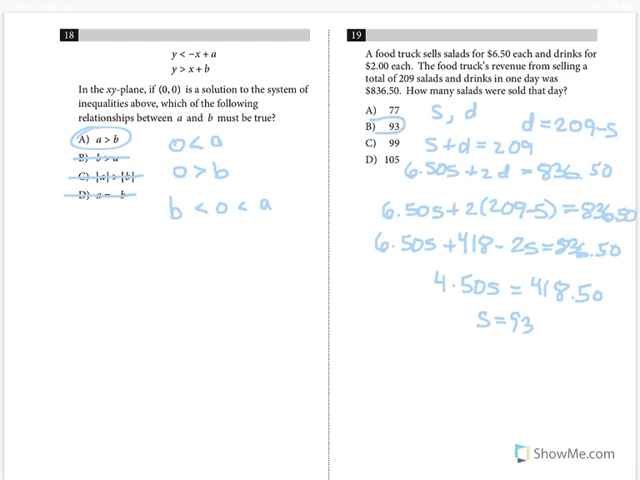 18
y < −x + a
y > x + b
In the xy-plane, if (0, 0) is a solution to the system of
inequalities above, which of the following
relationships between a and b must be true?
A) a > b
B) b > a
C) |a| > |b|
D) a = −b
0 < a
0 > b
b < 0 < a
19
A food truck sells salads for $6.50 each and drinks for
$2.00 each. The food truck's revenue from selling a
total of 209 salads and drinks in one day was
$836.50. How many salads were sold that day?
A) 77
B) 93
C) 99
D) 105
s, d
d = 209 - s
s + d = 209
6.50s + 2d = 836.50
6.50s + 2(209 - s) = 836.50
6.50s + 418 - 2s = 836.50
4.50s = 418.50
s = 93
ShowMe.com